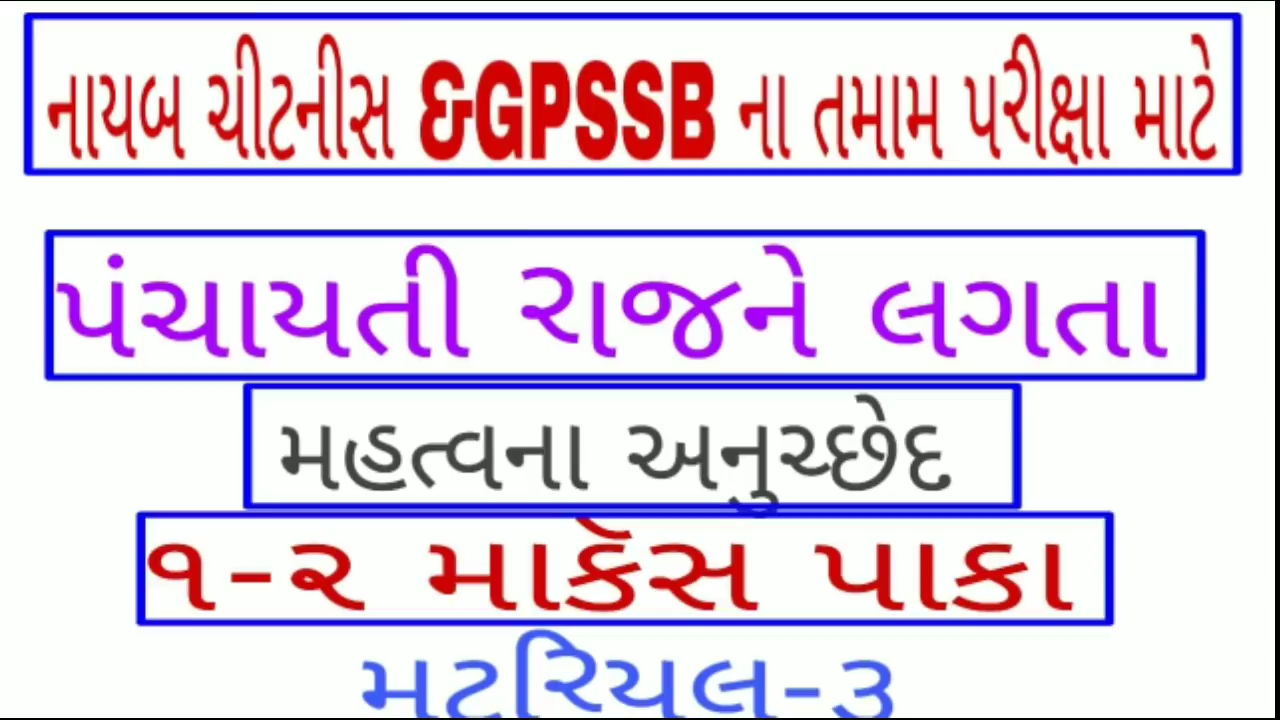 નાયબ ચીટનીસ &GPSSB ના તમામ પરીક્ષા માટે
પંચાયતી રાજને લગતા
મહત્વના અનુચ્છેદ
૧-૨ માર્કસ પાકા
મટરિયલ-૩